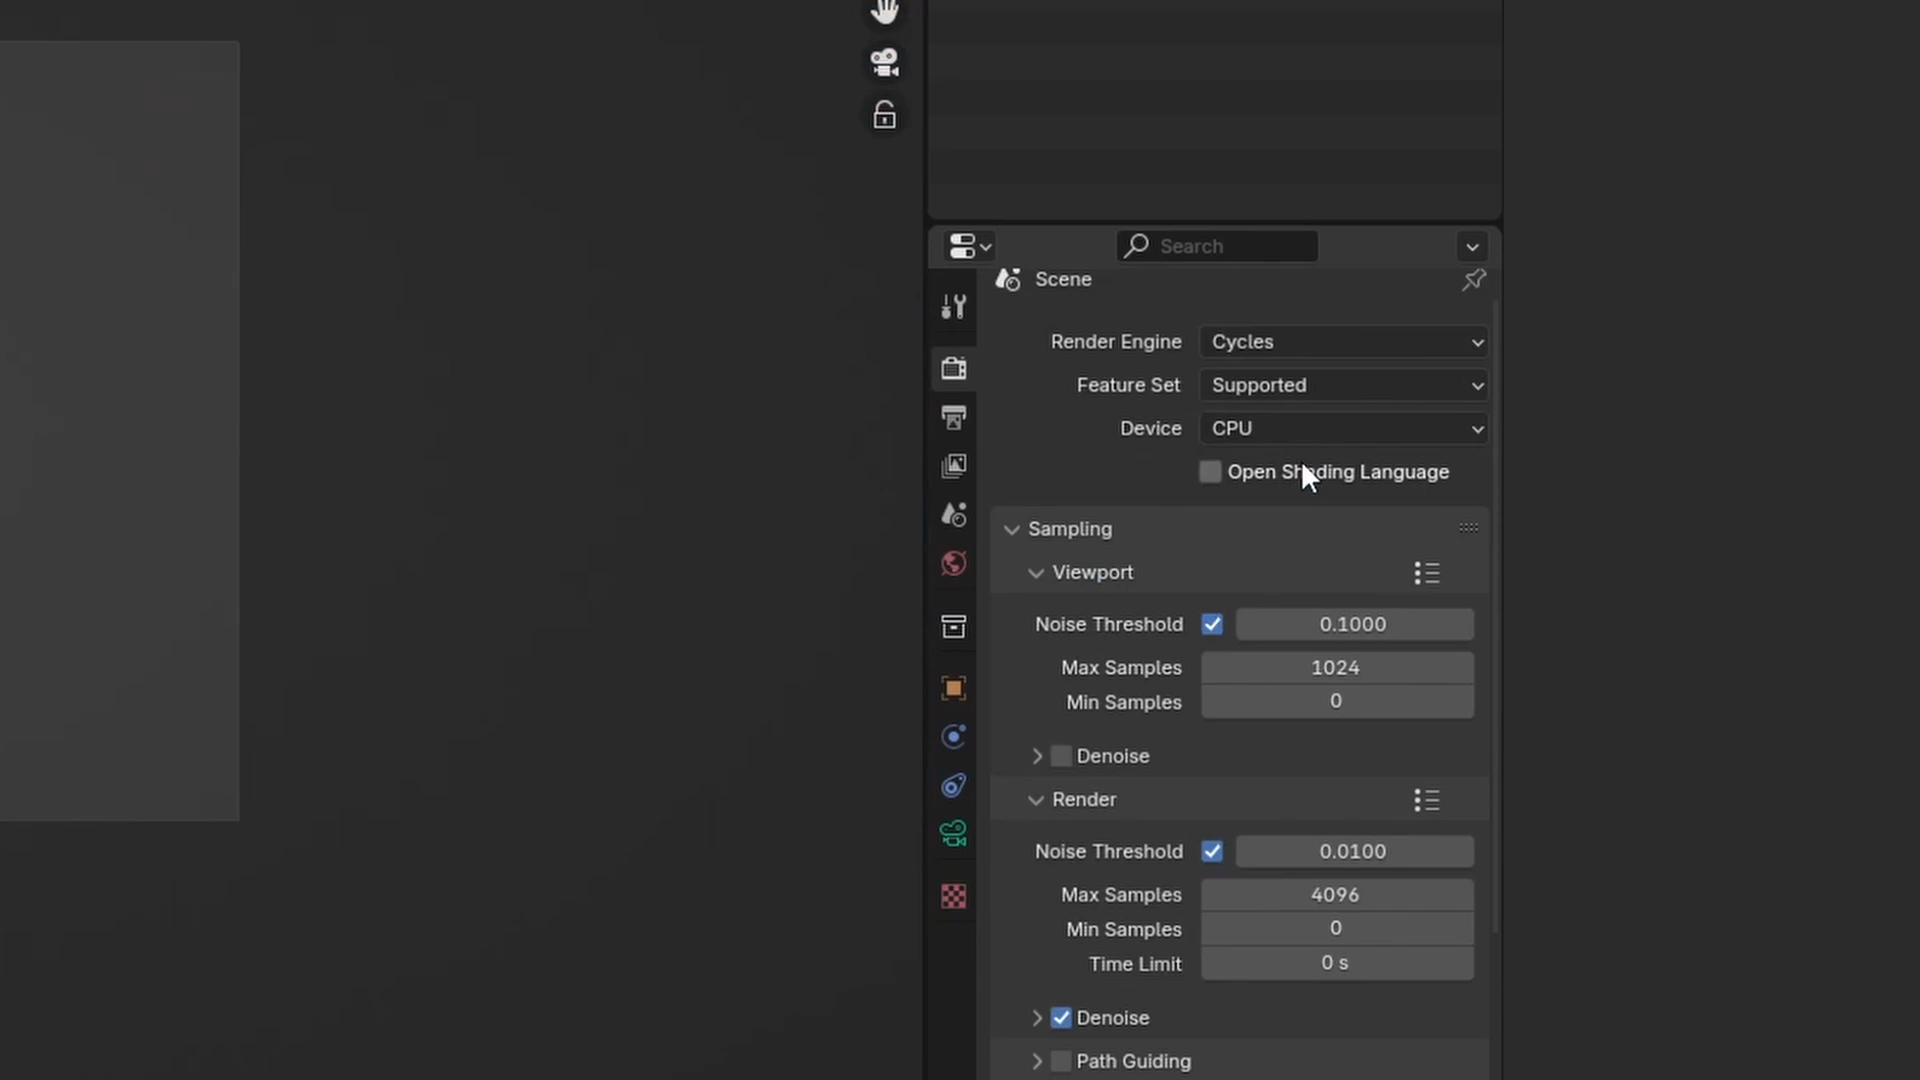 Search
Scene
Render Engine Cycles
Feature Set Supported
Device CPU
Open Shading Language
Sampling
Viewport
Noise Threshold 0.1000
Max Samples 1024
Min Samples 0
Denoise
Render
Noise Threshold 0.0100
Max Samples 4096
Min Samples 0
Time Limit 0 s
Denoise
Path Guiding